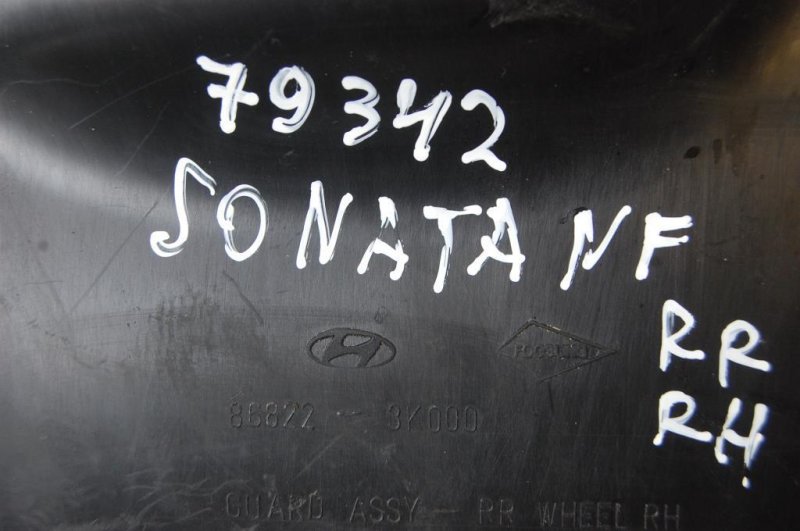 79342
SONATA NF
RR
RH
86822 - 3K000
GUARD ASSY - RR WHEEL RH